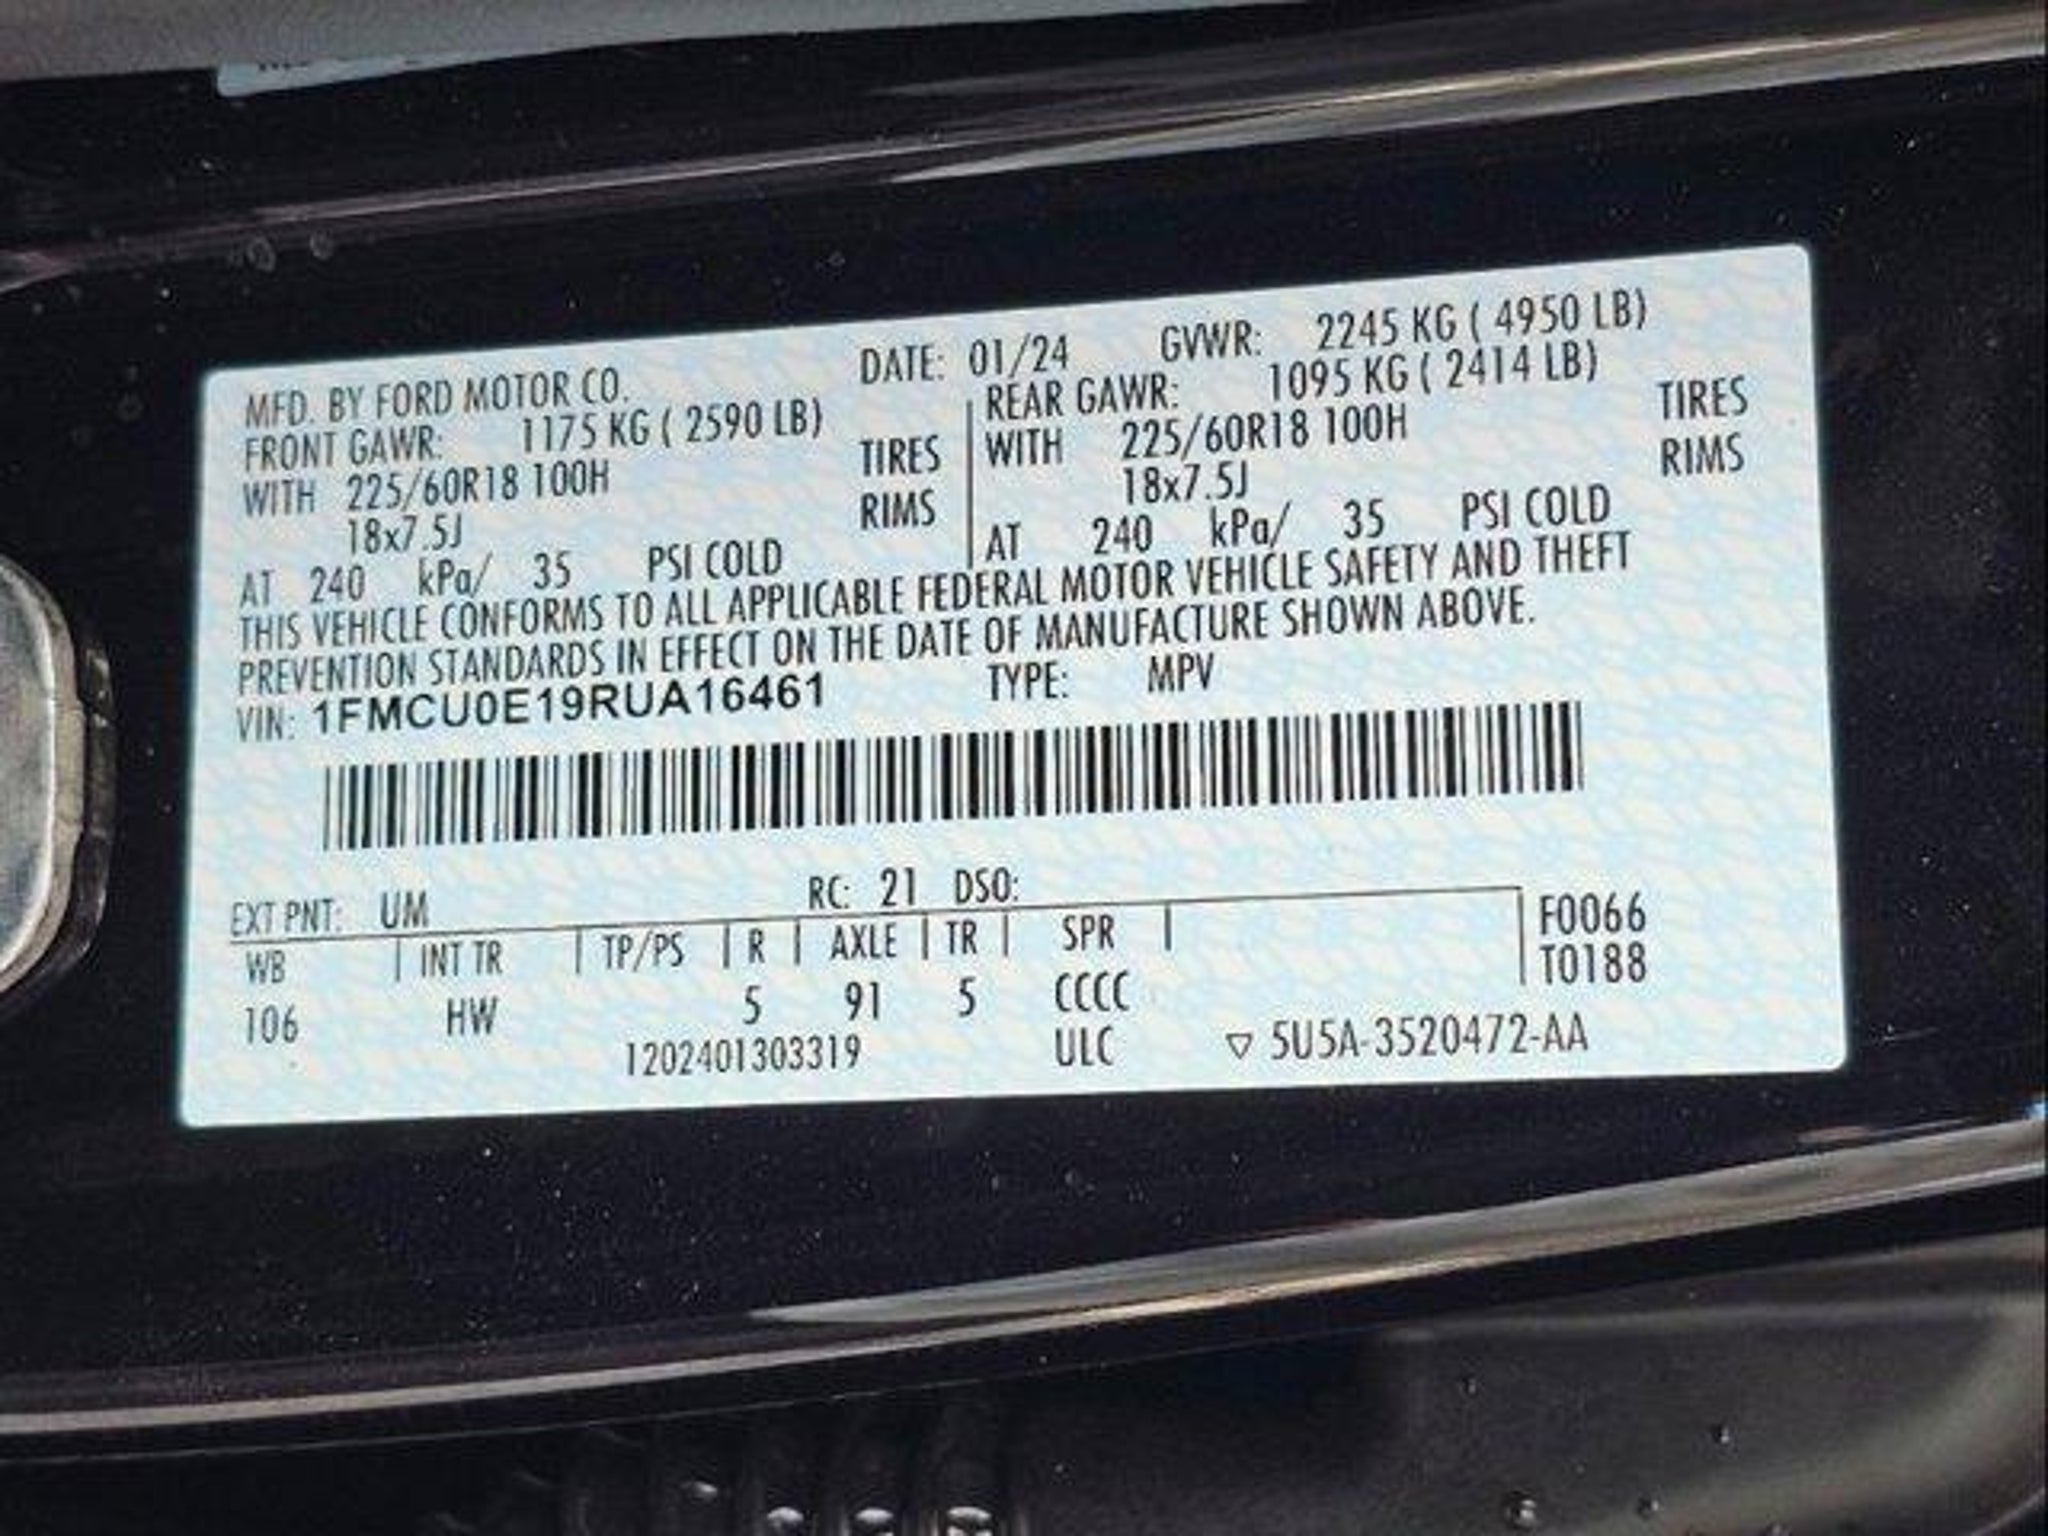 MFD. BY FORD MOTOR CO. DATE: 01/24 GVWR: 2245 KG ( 4950 LB)
FRONT GAWR: 1175 KG ( 2590 LB)
WITH 225/60R18 100H TIRES
18x7.5J RIMS
AT 240 kPa/ 35 PSI COLD
REAR GAWR: 1095 KG ( 2414 LB)
WITH 225/60R18 100H TIRES
18x7.5J RIMS
AT 240 kPa/ 35 PSI COLD
THIS VEHICLE CONFORMS TO ALL APPLICABLE FEDERAL MOTOR VEHICLE SAFETY AND THEFT
PREVENTION STANDARDS IN EFFECT ON THE DATE OF MANUFACTURE SHOWN ABOVE.
VIN: 1FMCU0E19RUA16461 TYPE: MPV
EXT PNT: UM RC: 21 DSO:
WB INT TR TP/PS R AXLE TR SPR F0066
T0188
106 HW 5 91 5 CCCC
1202401303319 ULC ▽ 5U5A-3520472-AA